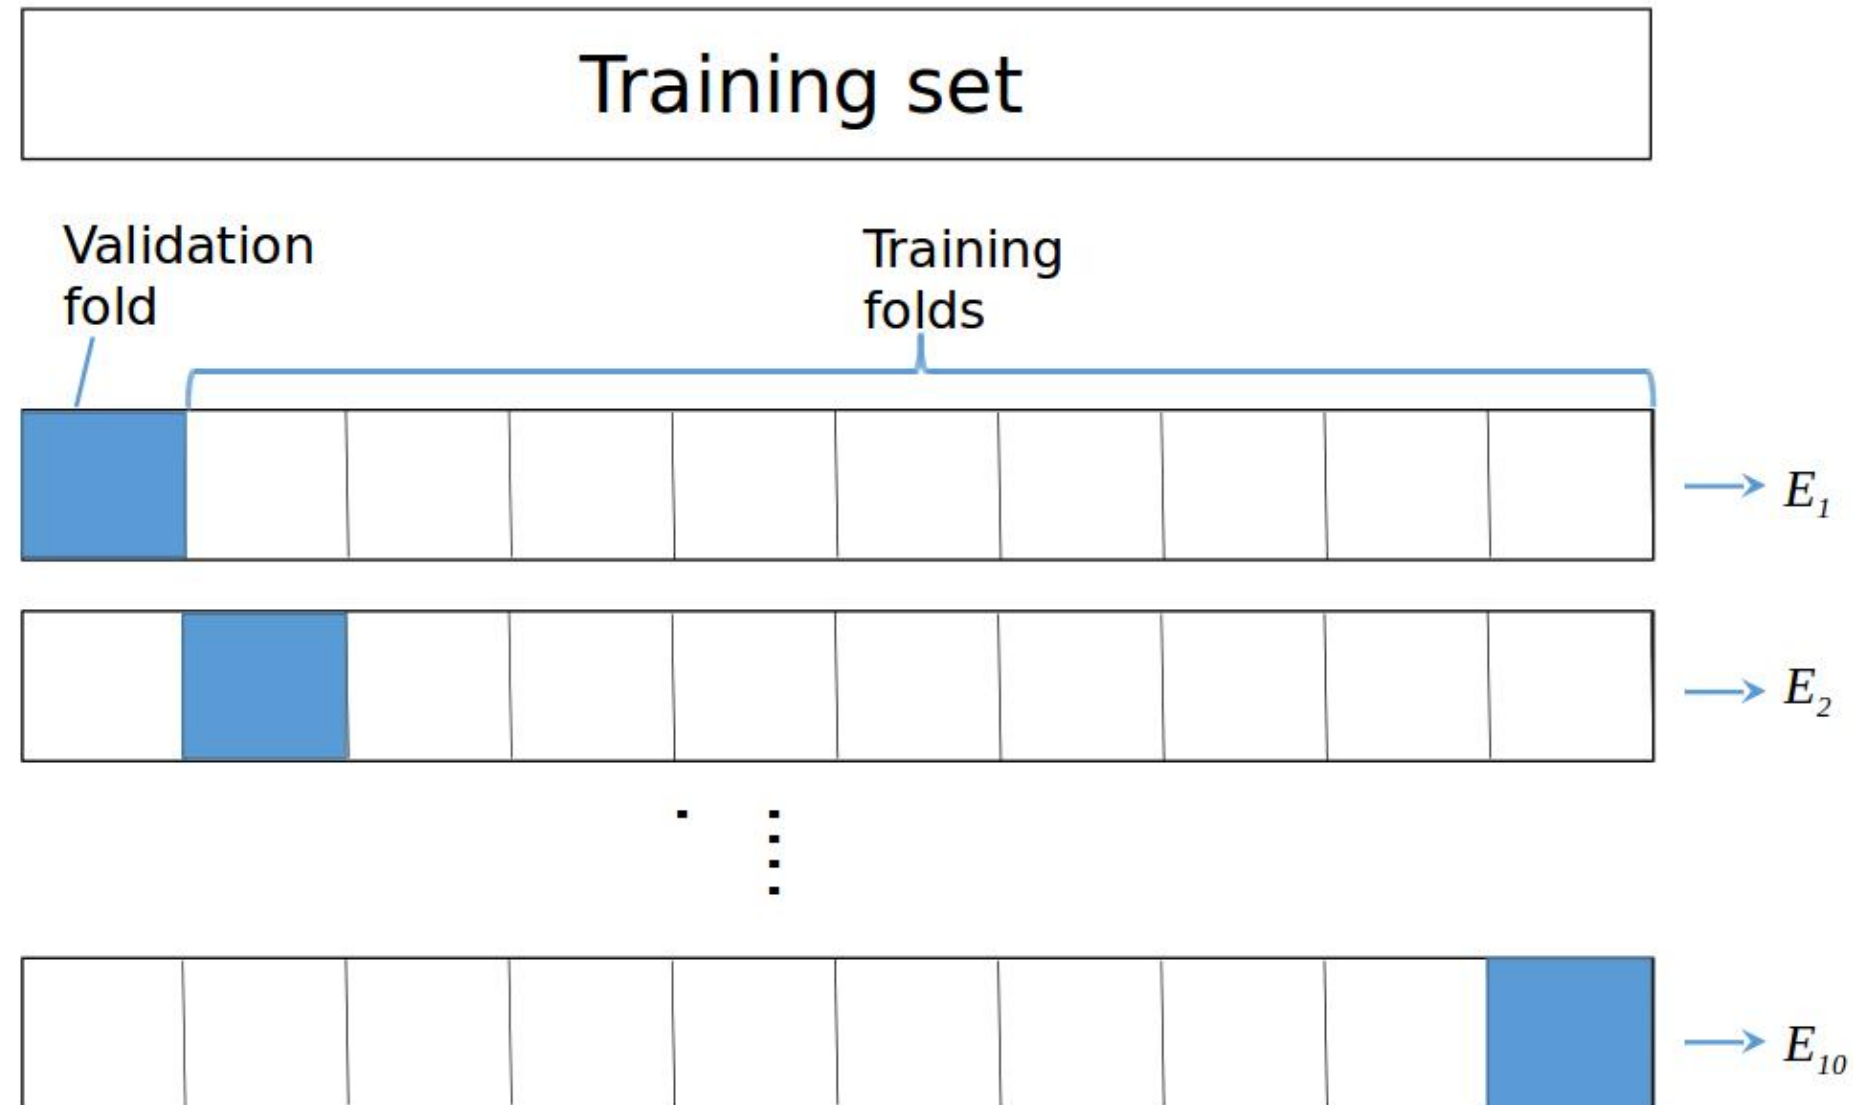 Training set
Validation
fold
Training
folds
E1
E2
E10